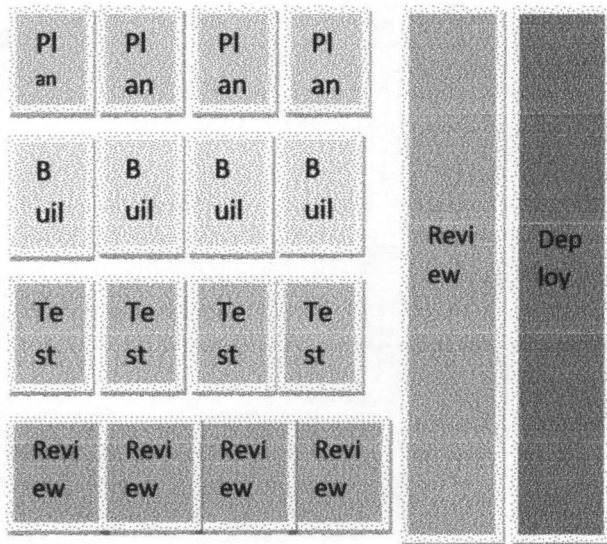 Pl Pl Pl Pl
an an an an
B B B B
uil uil uil uil
Revi Dep
ew loy
Te Te Te Te
st st st st
Revi Revi Revi Revi
ew ew ew ew